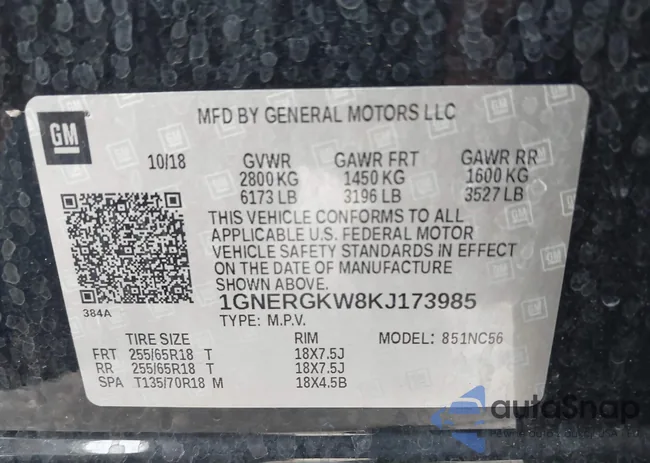 GM
MFD BY GENERAL MOTORS LLC
10/18 GVWR GAWR FRT GAWR RR
2800 KG 1450 KG 1600 KG
6173 LB 3196 LB 3527 LB
THIS VEHICLE CONFORMS TO ALL
APPLICABLE U.S. FEDERAL MOTOR
VEHICLE SAFETY STANDARDS IN EFFECT
ON THE DATE OF MANUFACTURE
SHOWN ABOVE.
384A
1GNERGKW8KJ173985
TYPE: M.P.V.
TIRE SIZE RIM MODEL: 851NC56
FRT 255/65R18 T 18X7.5J
RR 255/65R18 T 18X7.5J
SPA T135/70R18 M 18X4.5B
autoSnap